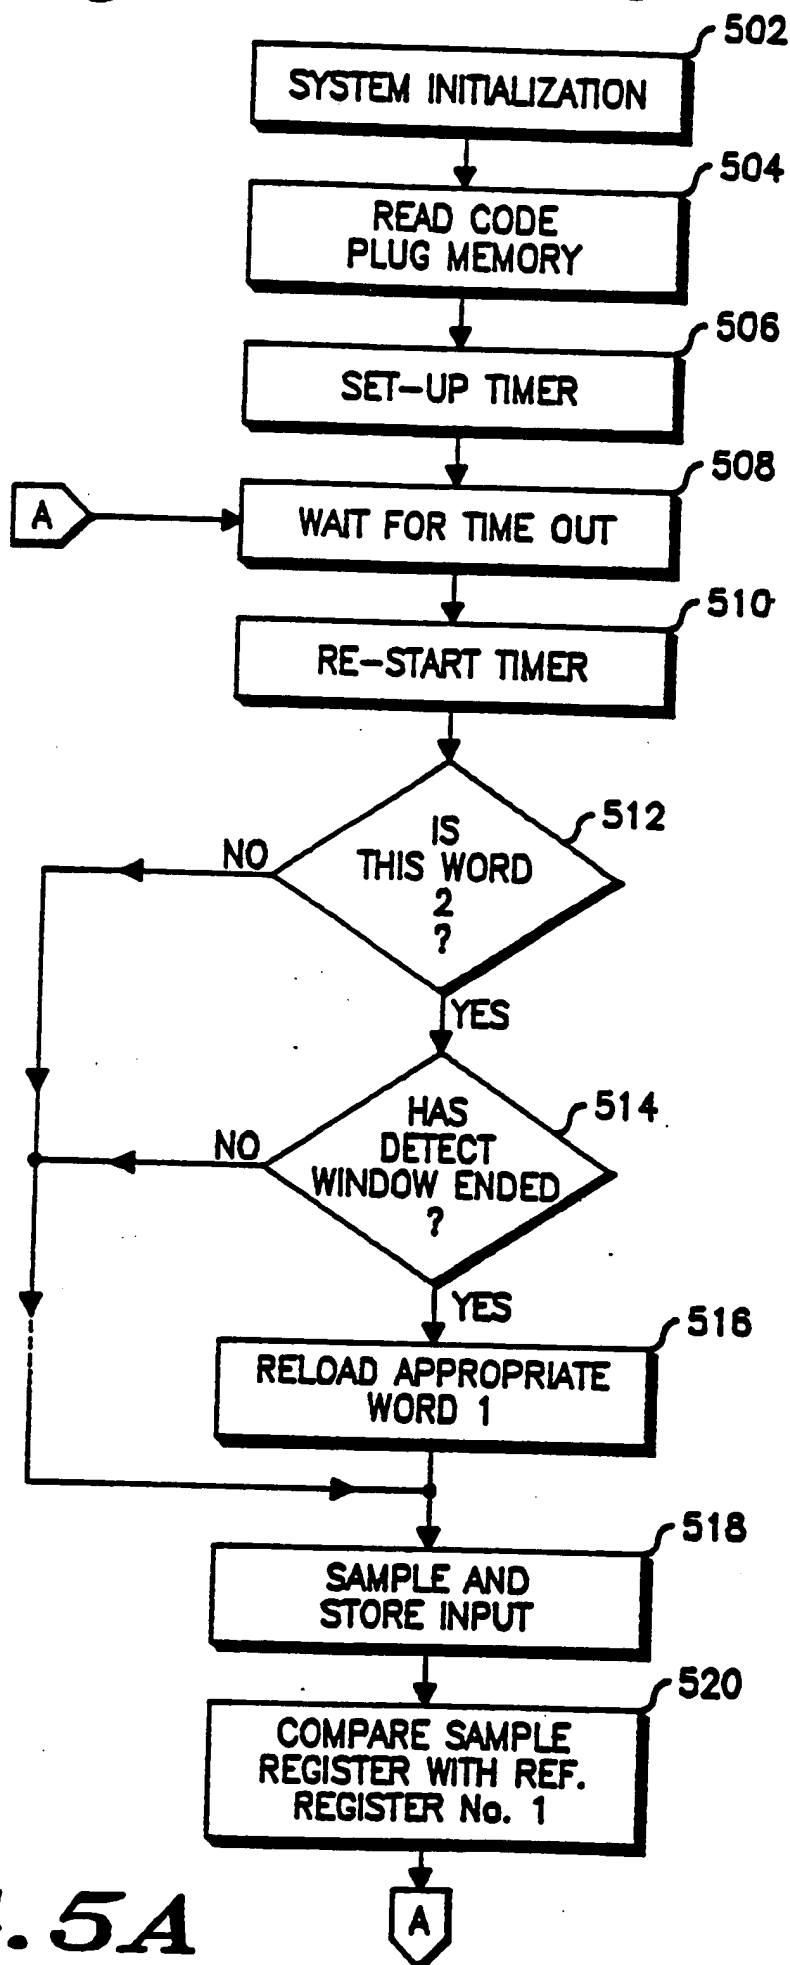 502
SYSTEM INITIALIZATION
504
READ CODE
PLUG MEMORY
506
SET-UP TIMER
508
A
WAIT FOR TIME OUT
510
RE-START TIMER
512
IS
THIS WORD
2
?
NO
YES
514
HAS
DETECT
WINDOW ENDED
?
NO
YES
516
RELOAD APPROPRIATE
WORD 1
518
SAMPLE AND
STORE INPUT
520
COMPARE SAMPLE
REGISTER WITH REF.
REGISTER No. 1
A
.5A